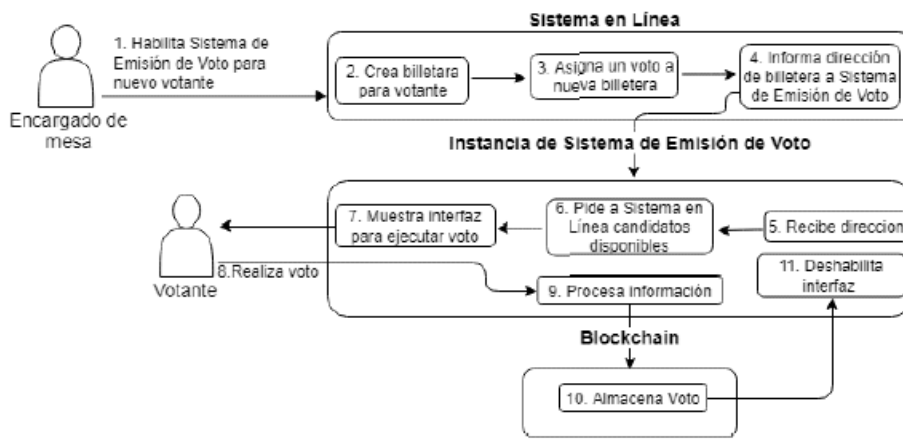 Sistema en Línea
1. Habilita Sistema de
Emisión de Voto para
nuevo votante
2. Crea billetara
para votante
3. Asigna un voto a
nueva billetera
4. Informa dirección
de billetera a Sistema
de Emisión de Voto
Encargado de
mesa
Instancia de Sistema de Emisión de Voto
5. Recibe direccion
6. Pide a Sistema en
Línea candidatos
disponibles
7. Muestra interfaz
para ejecutar voto
Votante
8.Realiza voto
9. Procesa información
11. Deshabilita
interfaz
Blockchain
10. Almacena Voto